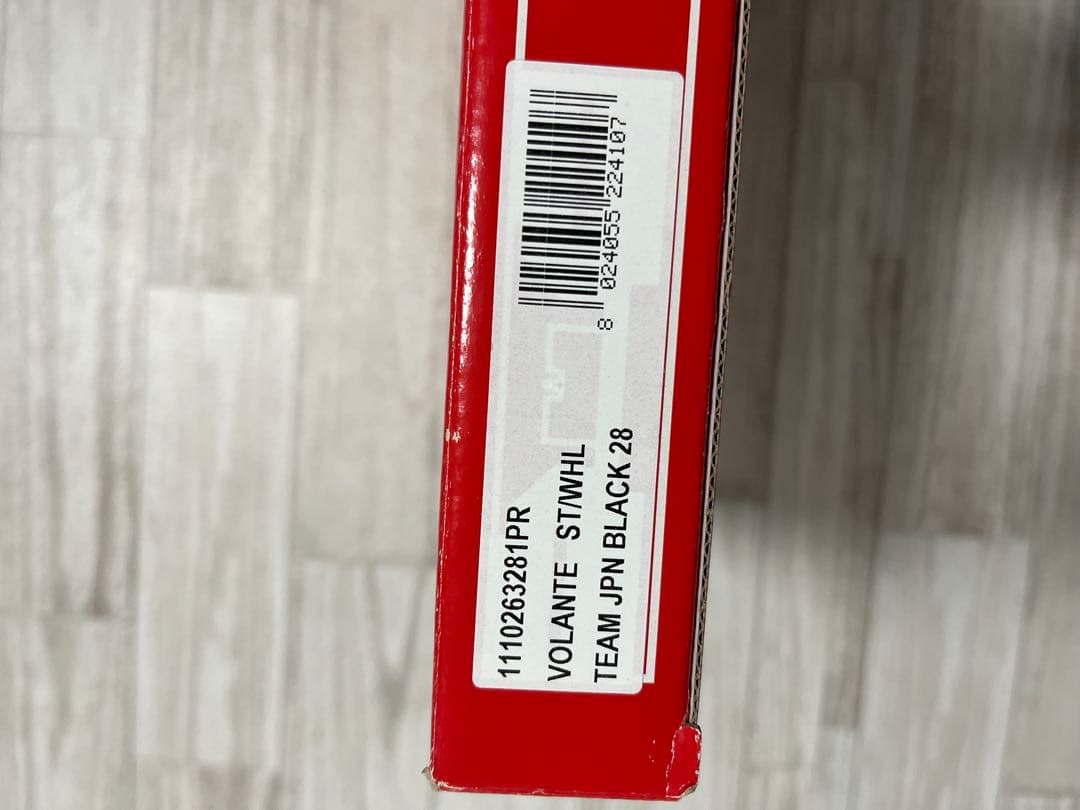 8 024055 224107
1110263281PR
VOLANTE ST/WHL
TEAM JPN BLACK 28